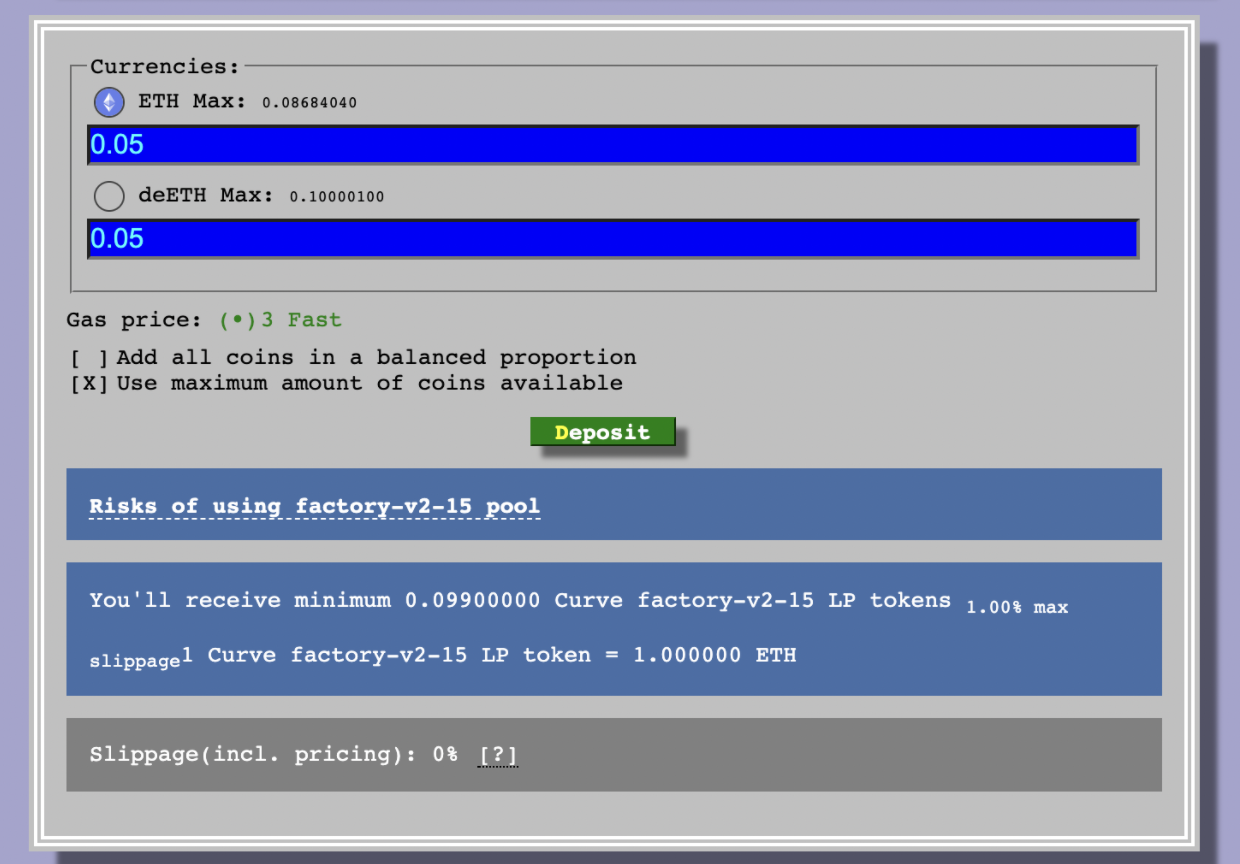 Currencies:
ETH Max: 0.08684040
0.05
deETH Max: 0.10000100
0.05
Gas price: (•)3 Fast
[ ] Add all coins in a balanced proportion
[X] Use maximum amount of coins available
Deposit
Risks of using factory-v2-15 pool
You'll receive minimum 0.09900000 Curve factory-v2-15 LP tokens 1.00% max
slippage1 Curve factory-v2-15 LP token = 1.000000 ETH
Slippage(incl. pricing): 0% [?]